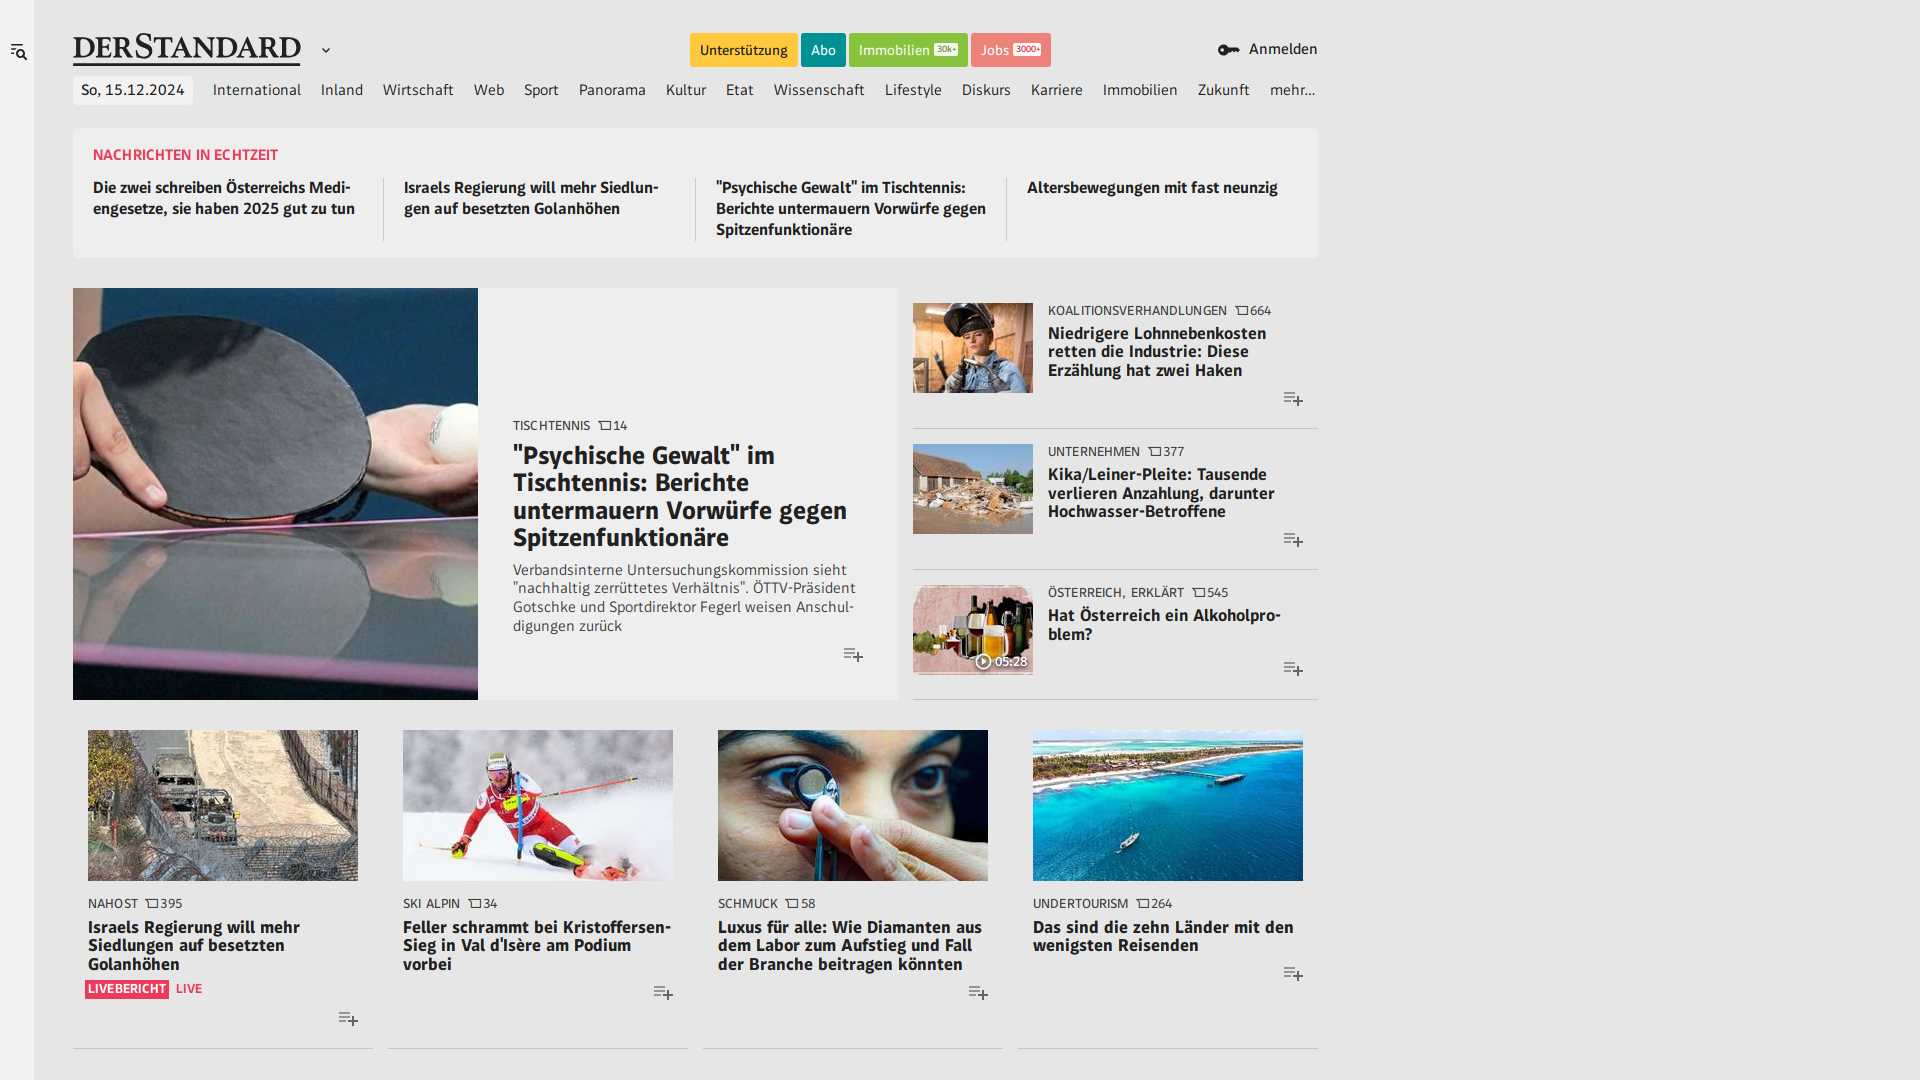 DERSTANDARD
Unterstützung
Abo
Immobilien 30k+
Jobs 3000+
Anmelden
So, 15.12.2024
International
Inland
Wirtschaft
Web
Sport
Panorama
Kultur
Etat
Wissenschaft
Lifestyle
Diskurs
Karriere
Immobilien
Zukunft
mehr...
NACHRICHTEN IN ECHTZEIT
Die zwei schreiben Österreichs Medi-
engesetze, sie haben 2025 gut zu tun
Israels Regierung will mehr Siedlun-
gen auf besetzten Golanhöhen
"Psychische Gewalt" im Tischtennis:
Berichte untermauern Vorwürfe gegen
Spitzenfunktionäre
Altersbewegungen mit fast neunzig
TISCHTENNIS 14
"Psychische Gewalt" im
Tischtennis: Berichte
untermauern Vorwürfe gegen
Spitzenfunktionäre
Verbandsinterne Untersuchungskommission sieht
"nachhaltig zerrüttetes Verhältnis". ÖTTV-Präsident
Gotschke und Sportdirektor Fegerl weisen Anschul-
digungen zurück
KOALITIONSVERHANDLUNGEN 664
Niedrigere Lohnnebenkosten
retten die Industrie: Diese
Erzählung hat zwei Haken
UNTERNEHMEN 377
Kika/Leiner-Pleite: Tausende
verlieren Anzahlung, darunter
Hochwasser-Betroffene
05:28
ÖSTERREICH, ERKLÄRT 545
Hat Österreich ein Alkoholpro-
blem?
NAHOST 395
Israels Regierung will mehr
Siedlungen auf besetzten
Golanhöhen
LIVEBERICHT LIVE
SKI ALPIN 34
Feller schrammt bei Kristoffersen-
Sieg in Val d'Isère am Podium
vorbei
SCHMUCK 58
Luxus für alle: Wie Diamanten aus
dem Labor zum Aufstieg und Fall
der Branche beitragen könnten
UNDERTOURISM 264
Das sind die zehn Länder mit den
wenigsten Reisenden